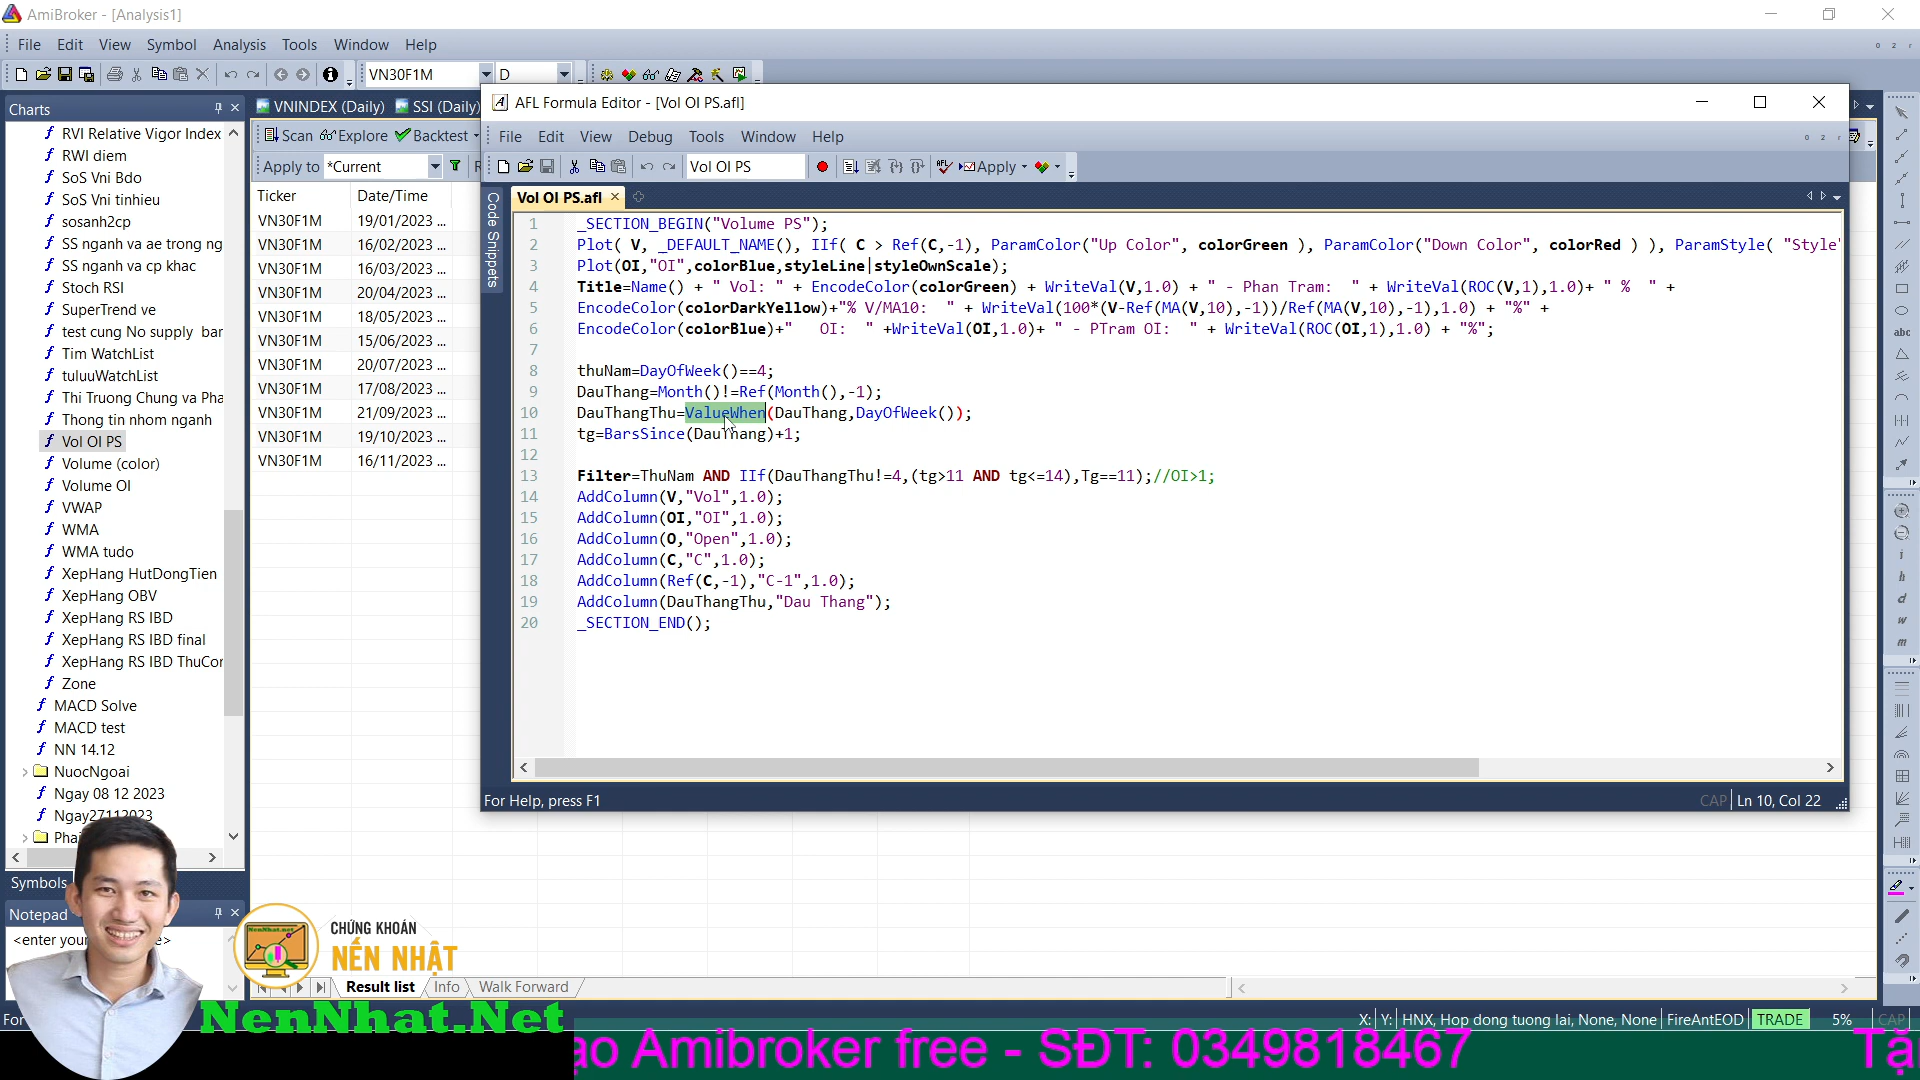 AmiBroker - [Analysis1]
File Edit View Symbol Analysis Tools Window Help
VN30F1M D
Charts
RVI Relative Vigor Index
RWI diem
SoS Vni Bdo
SoS Vni tinhieu
sosanh2cp
SS nganh va ae trong ng
SS nganh va cp khac
Stoch RSI
SuperTrend ve
test cung No supply bar
Tim WatchList
tuluuWatchList
Thi Truong Chung va Pha
Thong tin nhom nganh
Vol OI PS
Volume (color)
Volume OI
VWAP
WMA
WMA tudo
XepHang HutDongTien
XepHang OBV
XepHang RS IBD
XepHang RS IBD final
XepHang RS IBD ThuCor
Zone
MACD Solve
MACD test
NN 14.12
NuocNgoai
Ngay 08 12 2023
Ngay27112023
Phai
Symbols
Notepad
<enter your
e>
VNINDEX (Daily) SSI (Daily)
Scan Explore Backtest
Apply to *Current
Ticker Date/Time
VN30F1M 19/01/2023 ...
VN30F1M 16/02/2023 ...
VN30F1M 16/03/2023 ...
VN30F1M 20/04/2023 ...
VN30F1M 18/05/2023 ...
VN30F1M 15/06/2023 ...
VN30F1M 20/07/2023 ...
VN30F1M 17/08/2023 ...
VN30F1M 21/09/2023 ...
VN30F1M 19/10/2023 ...
VN30F1M 16/11/2023 ...
AFL Formula Editor - [Vol OI PS.afl]
File Edit View Debug Tools Window Help
Vol OI PS Apply
Code Snippets
Vol OI PS.afl
1 _SECTION_BEGIN("Volume PS");
2 Plot( V, _DEFAULT_NAME(), IIf( C > Ref(C,-1), ParamColor("Up Color", colorGreen ), ParamColor("Down Color", colorRed ) ), ParamStyle( "Style"
3 Plot(OI,"OI",colorBlue,styleLine|styleOwnScale);
4 Title=Name() + " Vol: " + EncodeColor(colorGreen) + WriteVal(V,1.0) + " - Phan Tram:  " + WriteVal(ROC(V,1),1.0)+ " %  " +
5 EncodeColor(colorDarkYellow)+"% V/MA10:  " + WriteVal(100*(V-Ref(MA(V,10),-1))/Ref(MA(V,10),-1),1.0) + "%" +
6 EncodeColor(colorBlue)+"   OI:  " +WriteVal(OI,1.0)+ " - PTram OI:  " + WriteVal(ROC(OI,1),1.0) + "%";
7
8 thuNam=DayOfWeek()==4;
9 DauThang=Month()!=Ref(Month(),-1);
10 DauThangThu=ValueWhen(DauThang,DayOfWeek());
11 tg=BarsSince(DauThang)+1;
12
13 Filter=ThuNam AND IIf(DauThangThu!=4,(tg>11 AND tg<=14),Tg==11);//OI>1;
14 AddColumn(V,"Vol",1.0);
15 AddColumn(OI,"OI",1.0);
16 AddColumn(O,"Open",1.0);
17 AddColumn(C,"C",1.0);
18 AddColumn(Ref(C,-1),"C-1",1.0);
19 AddColumn(DauThangThu,"Dau Thang");
20 _SECTION_END();
For Help, press F1 CAP Ln 10, Col 22
abc
i
h
d
w
m
NenNhat.net
CHỨNG KHOÁN
NẾN NHẬT
Result list Info Walk Forward
For
X: Y: HNX, Hop dong tuong lai, None, None FireAntEOD TRADE 5% CAP
NenNhat.Net
ạo Amibroker free - SĐT: 0349818467 Tặ